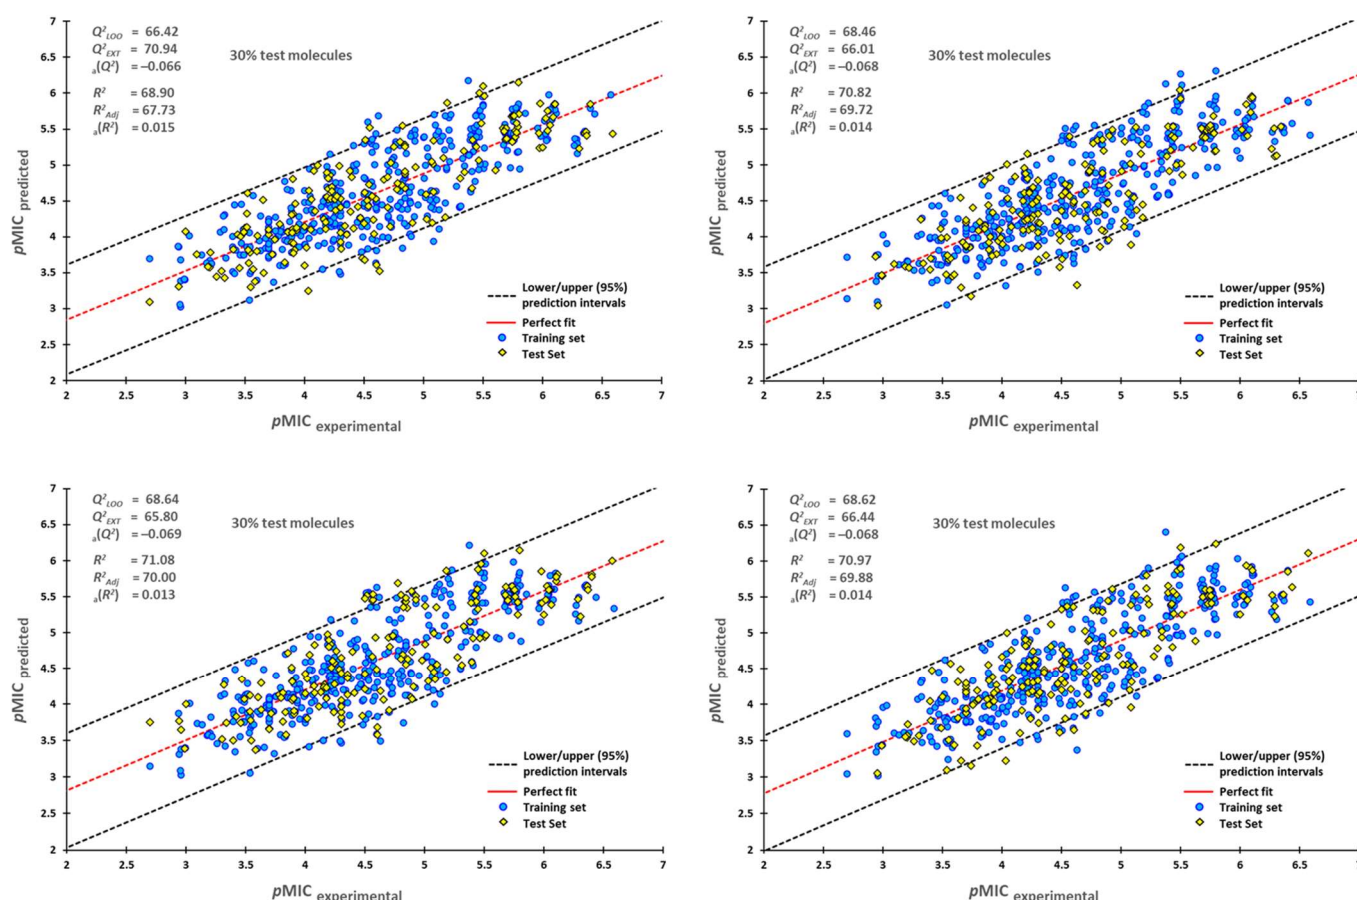 7
6.5
6
5.5
5
4.5
4
3.5
3
2.5
2
pMIC predicted
Q²LOO = 66.42
Q²EXT = 70.94
a(Q²) = –0.066
R² = 68.90
R²Adj = 67.73
a(R²) = 0.015
30% test molecules
Lower/upper (95%)
prediction intervals
Perfect fit
Training set
Test Set
2 2.5 3 3.5 4 4.5 5 5.5 6 6.5 7
pMIC experimental
7
6.5
6
5.5
5
4.5
4
3.5
3
2.5
2
pMIC predicted
Q²LOO = 68.46
Q²EXT = 66.01
a(Q²) = –0.068
R² = 70.82
R²Adj = 69.72
a(R²) = 0.014
30% test molecules
Lower/upper (95%)
prediction intervals
Perfect fit
Training set
Test Set
2 2.5 3 3.5 4 4.5 5 5.5 6 6.5 7
pMIC experimental
7
6.5
6
5.5
5
4.5
4
3.5
3
2.5
2
pMIC predicted
Q²LOO = 68.64
Q²EXT = 65.80
a(Q²) = –0.069
R² = 71.08
R²Adj = 70.00
a(R²) = 0.013
30% test molecules
Lower/upper (95%)
prediction intervals
Perfect fit
Training set
Test Set
2 2.5 3 3.5 4 4.5 5 5.5 6 6.5 7
pMIC experimental
7
6.5
6
5.5
5
4.5
4
3.5
3
2.5
2
pMIC predicted
Q²LOO = 68.62
Q²EXT = 66.44
a(Q²) = –0.068
R² = 70.97
R²Adj = 69.88
a(R²) = 0.014
30% test molecules
Lower/upper (95%)
prediction intervals
Perfect fit
Training set
Test Set
2 2.5 3 3.5 4 4.5 5 5.5 6 6.5 7
pMIC experimental